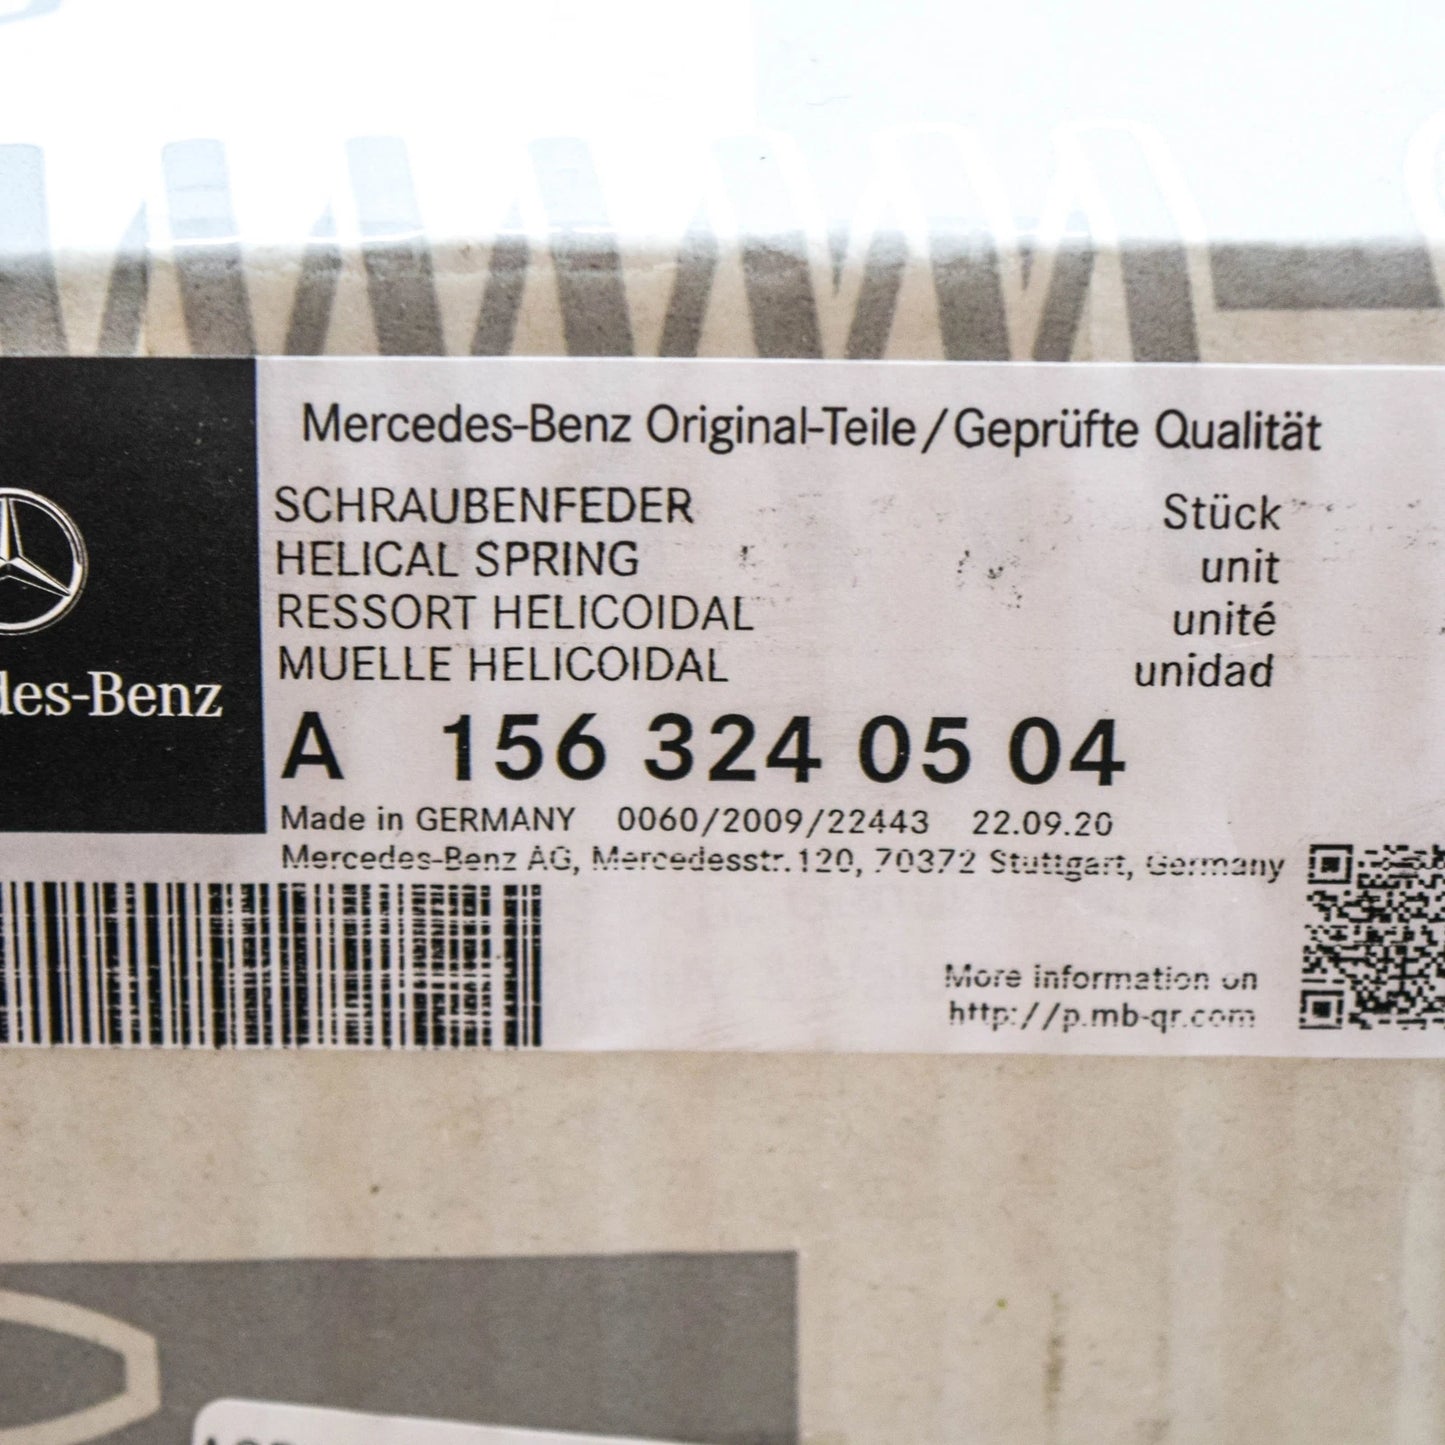 Mercedes-Benz Original-Teile/Geprüfte Qualität
SCHRAUBENFEDER Stück
HELICAL SPRING unit
RESSORT HELICOIDAL unité
MUELLE HELICOIDAL unidad
des-Benz
A 156 324 05 04
Made in GERMANY 0060/2009/22443 22.09.20
Mercedes-Benz AG, Mercedesstr.120, 70372 Stuttgart, Germany
More information on
http://p.mb-qr.com